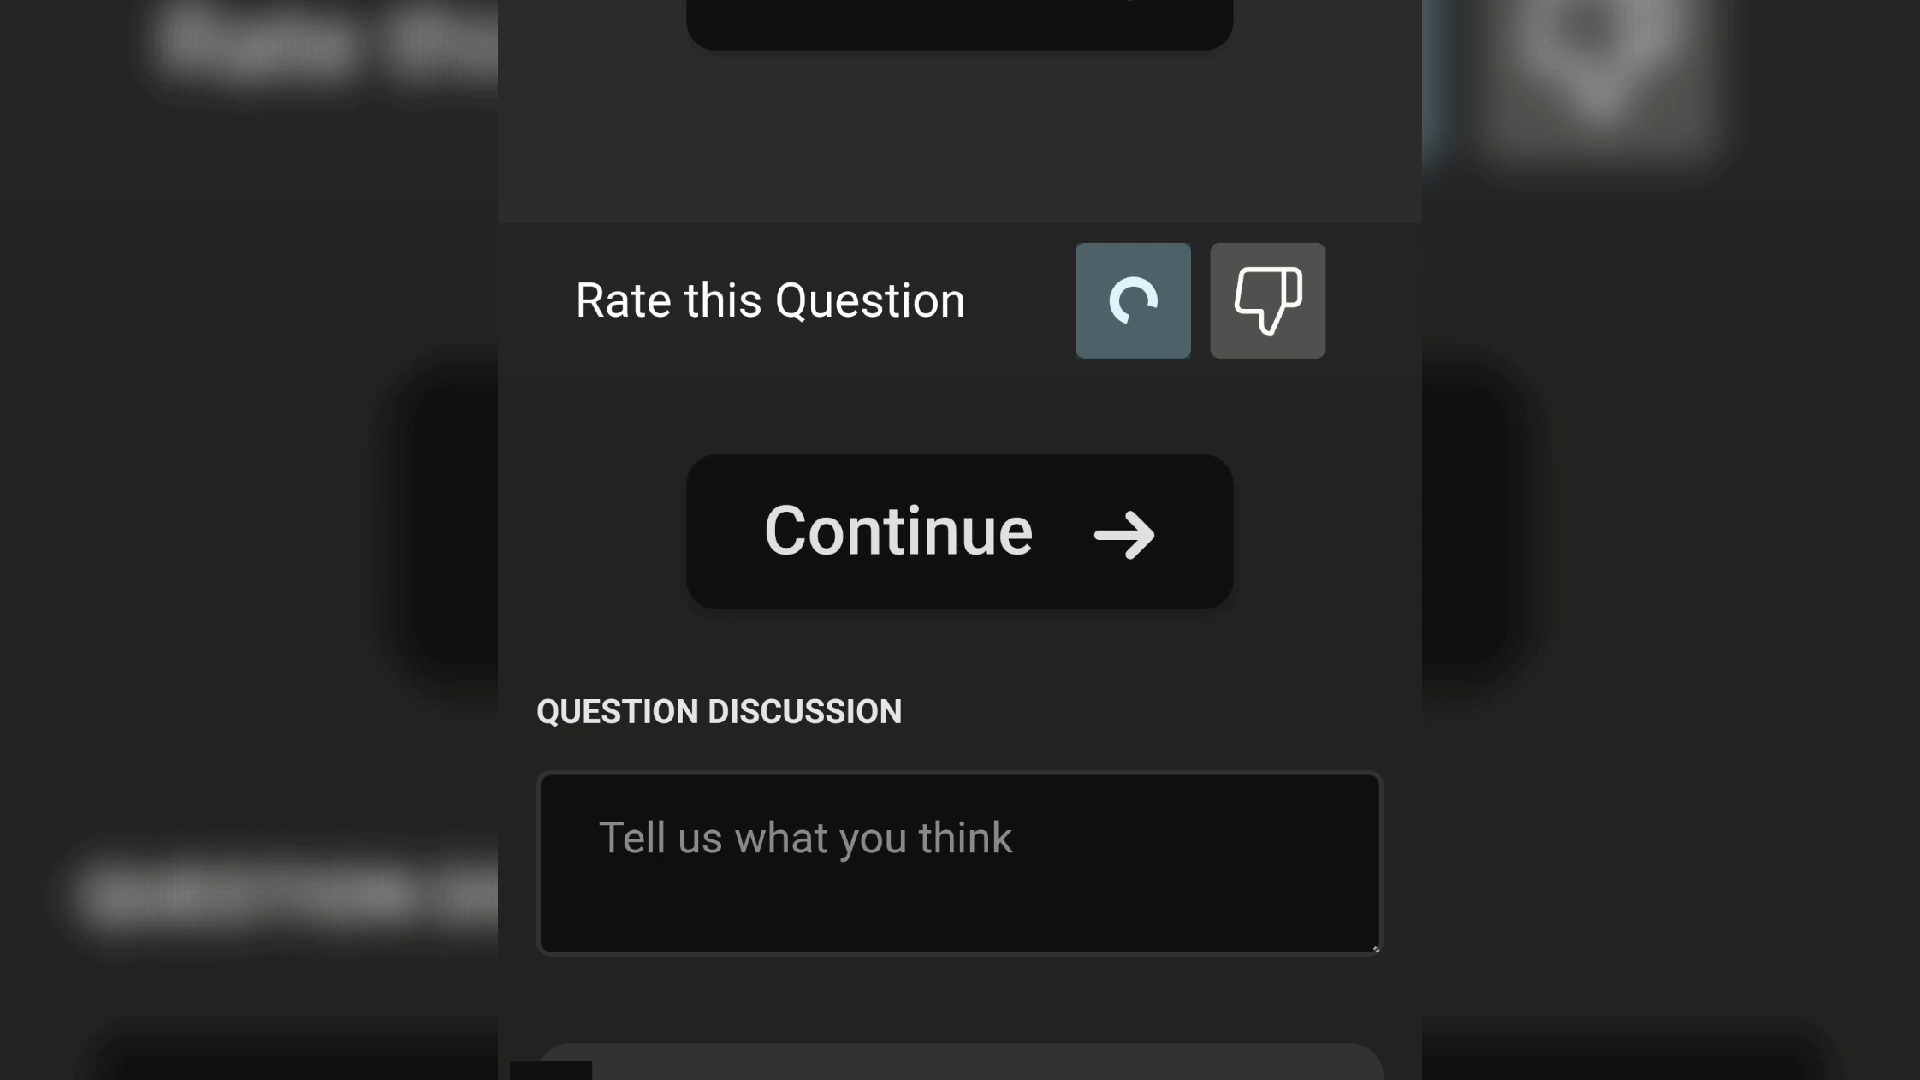 Rate this Question
Continue
QUESTION DISCUSSION
Tell us what you think